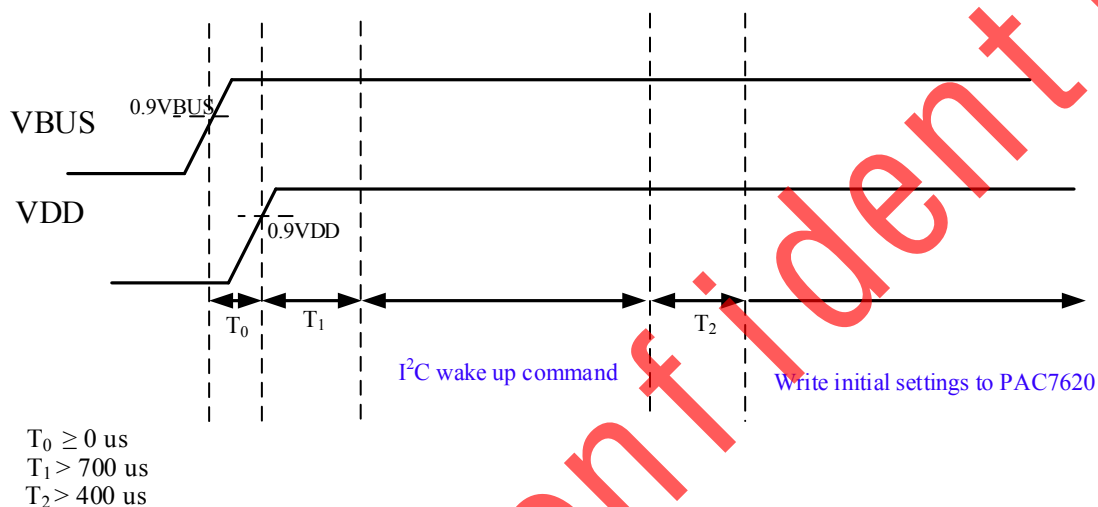 0.9VBUS
VBUS
VDD
0.9VDD
T₀
T₁
T₂
I²C wake up command
Write initial settings to PAC7620
T₀ ≥ 0 us
T₁ > 700 us
T₂ > 400 us
onfident